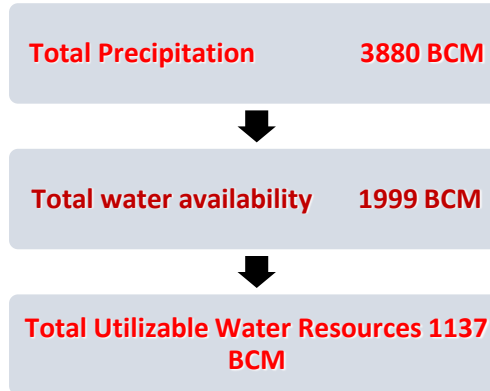 Total Precipitation 3880 BCM
Total water availability 1999 BCM
Total Utilizable Water Resources 1137
BCM